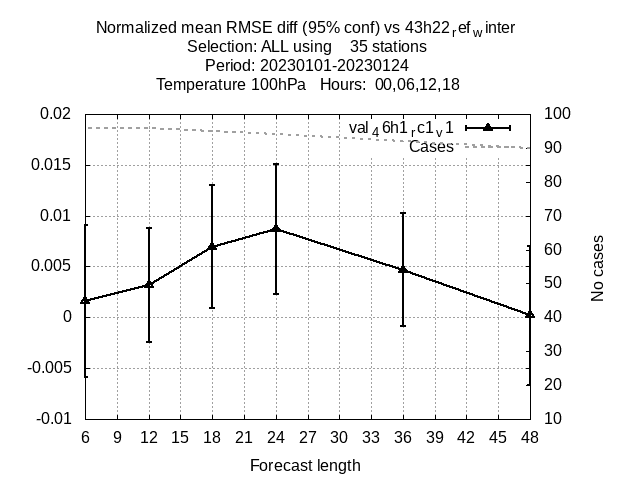 Normalized mean RMSE diff (95% conf) vs 43h22refwinter
Selection: ALL using 35 stations
Period: 20230101-20230124
Temperature 100hPa Hours: 00,06,12,18
val46h1rc1v1
Cases
0.02
0.015
0.01
0.005
0
-0.005
-0.01
100
90
80
70
60
50
40
30
20
10
No cases
6 9 12 15 18 21 24 27 30 33 36 39 42 45 48
Forecast length